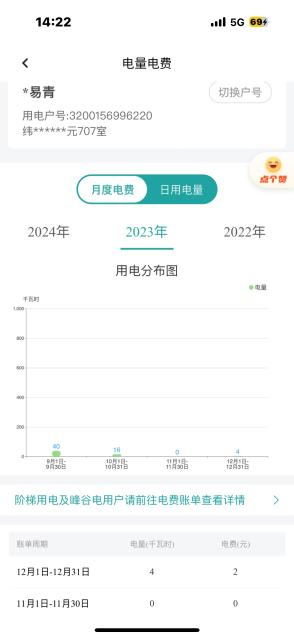 14:22
5G
69
电量电费
*易青
切换户号
用电户号:3200156996220
纬******元707室
点个赞
月度电费
日用电量
2024年
2023年
2022年
用电分布图
电量
千瓦时
1,000
800
600
400
200
0
40
16
0
4
9月1日-
9月30日
10月1日-
10月31日
11月1日-
11月30日
12月1日-
12月31日
阶梯用电及峰谷电用户请前往电费账单查看详情
账单周期 电量(千瓦时) 电费(元)
12月1日-12月31日 4 2
11月1日-11月30日 0 0